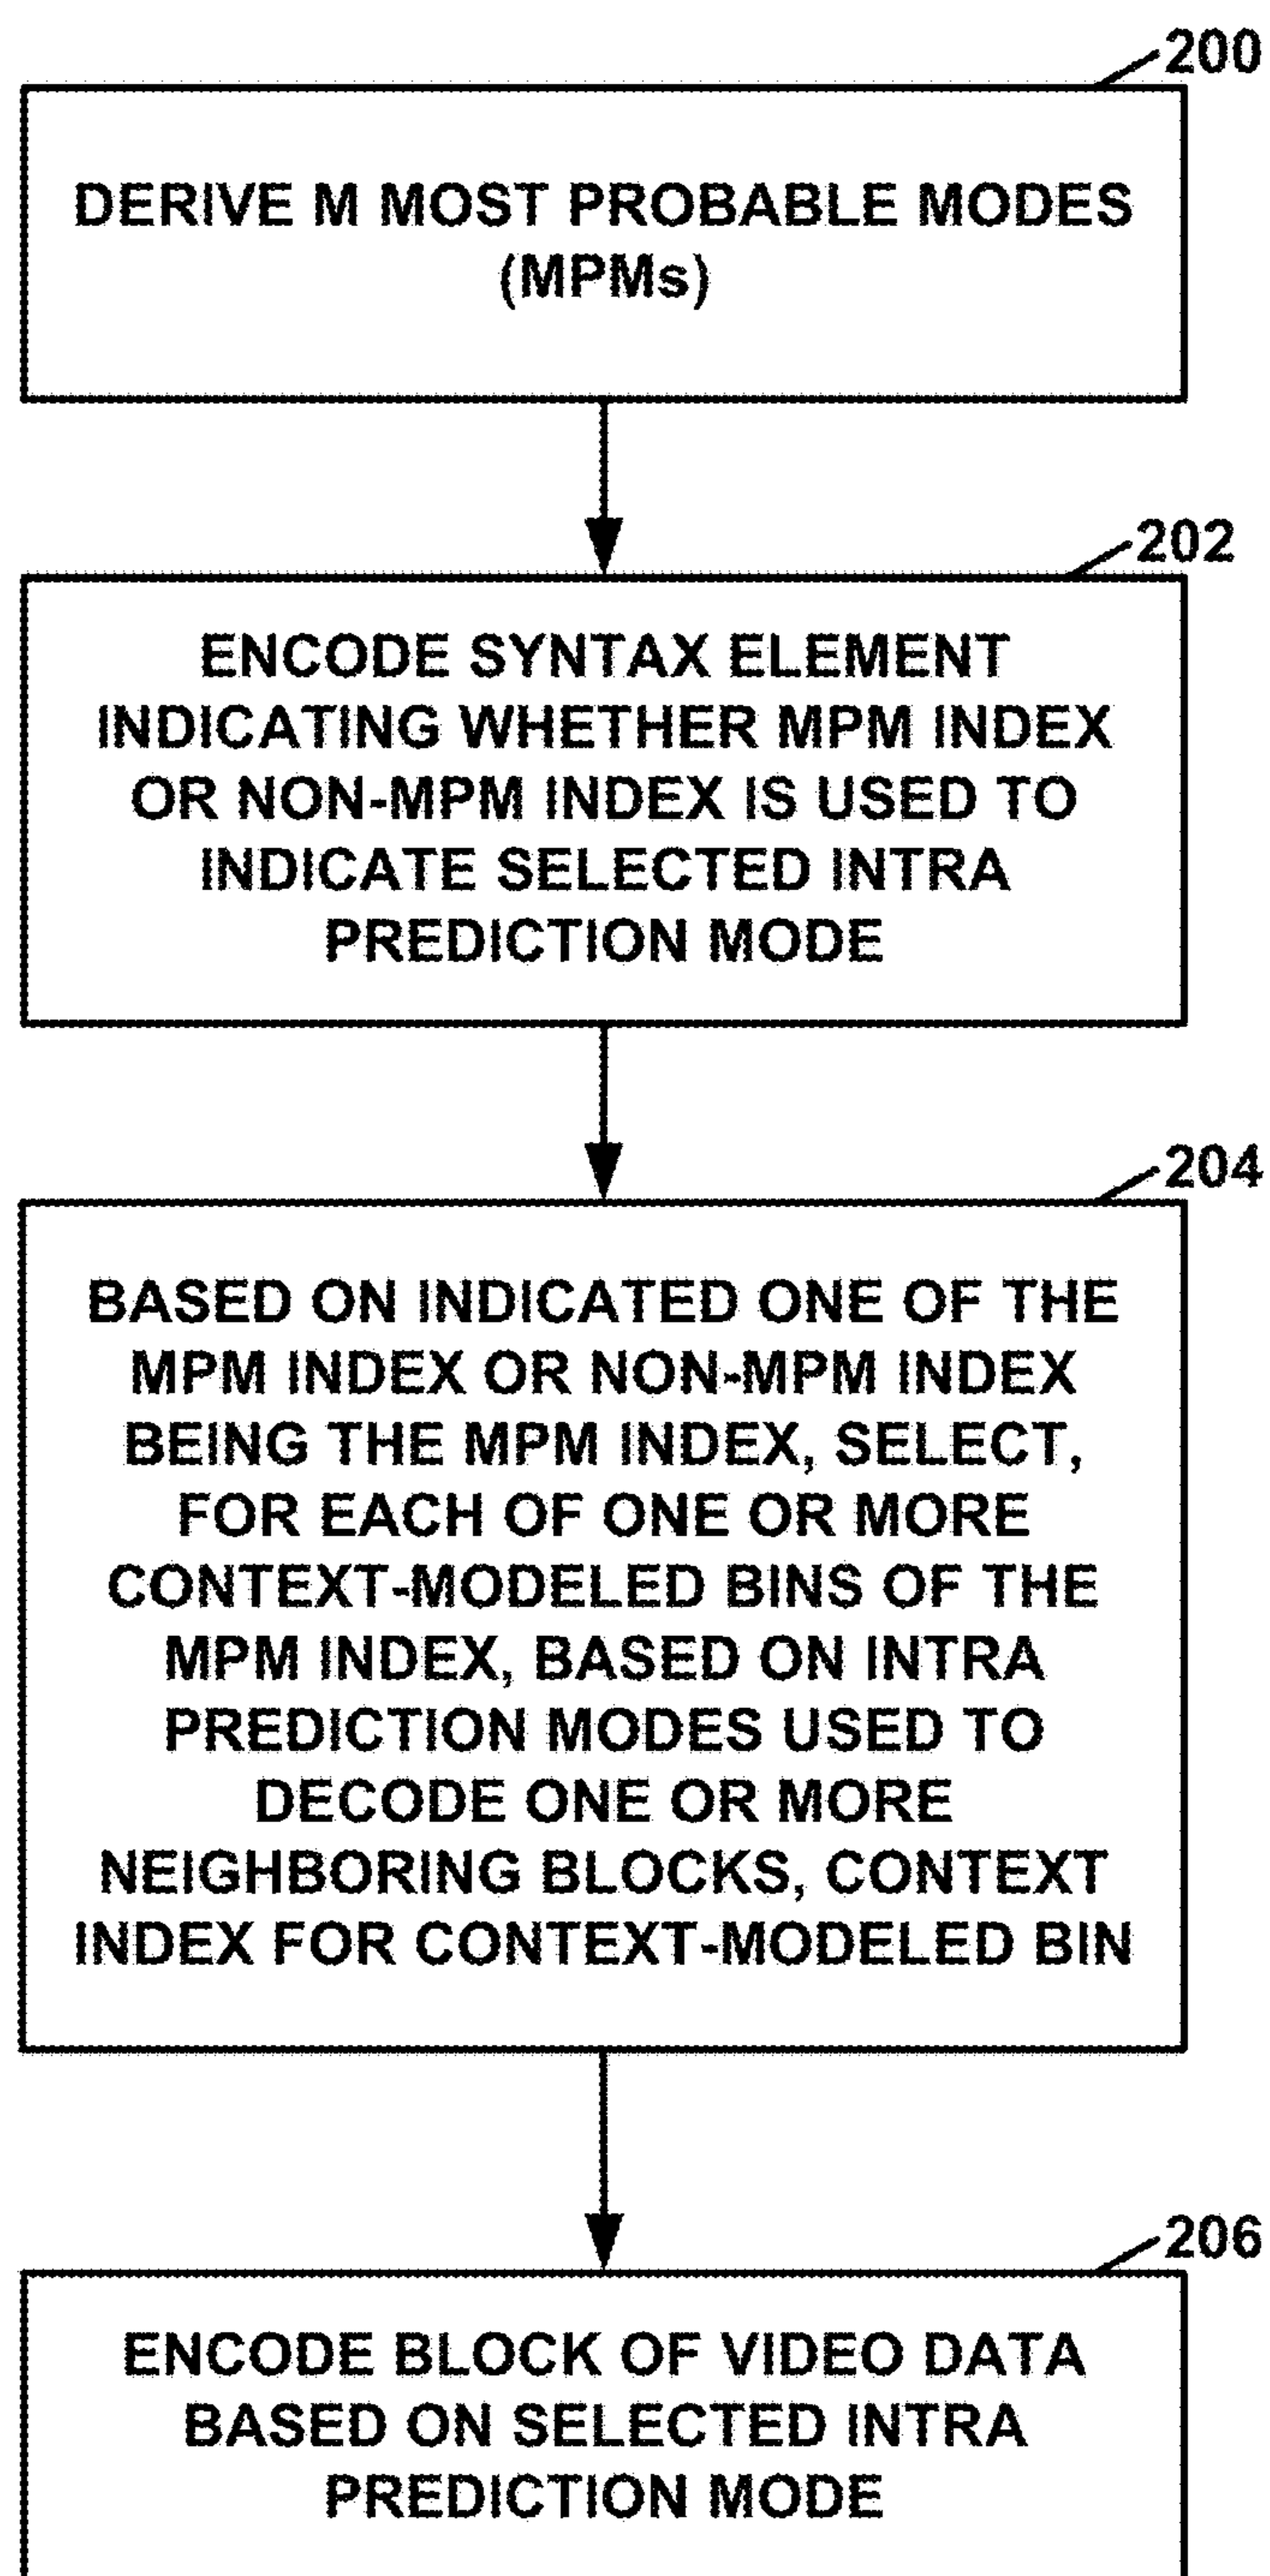 200
DERIVE M MOST PROBABLE MODES
(MPMs)
202
ENCODE SYNTAX ELEMENT
INDICATING WHETHER MPM INDEX
OR NON-MPM INDEX IS USED TO
INDICATE SELECTED INTRA
PREDICTION MODE
204
BASED ON INDICATED ONE OF THE
MPM INDEX OR NON-MPM INDEX
BEING THE MPM INDEX, SELECT,
FOR EACH OF ONE OR MORE
CONTEXT-MODELED BINS OF THE
MPM INDEX, BASED ON INTRA
PREDICTION MODES USED TO
DECODE ONE OR MORE
NEIGHBORING BLOCKS, CONTEXT
INDEX FOR CONTEXT-MODELED BIN
206
ENCODE BLOCK OF VIDEO DATA
BASED ON SELECTED INTRA
PREDICTION MODE